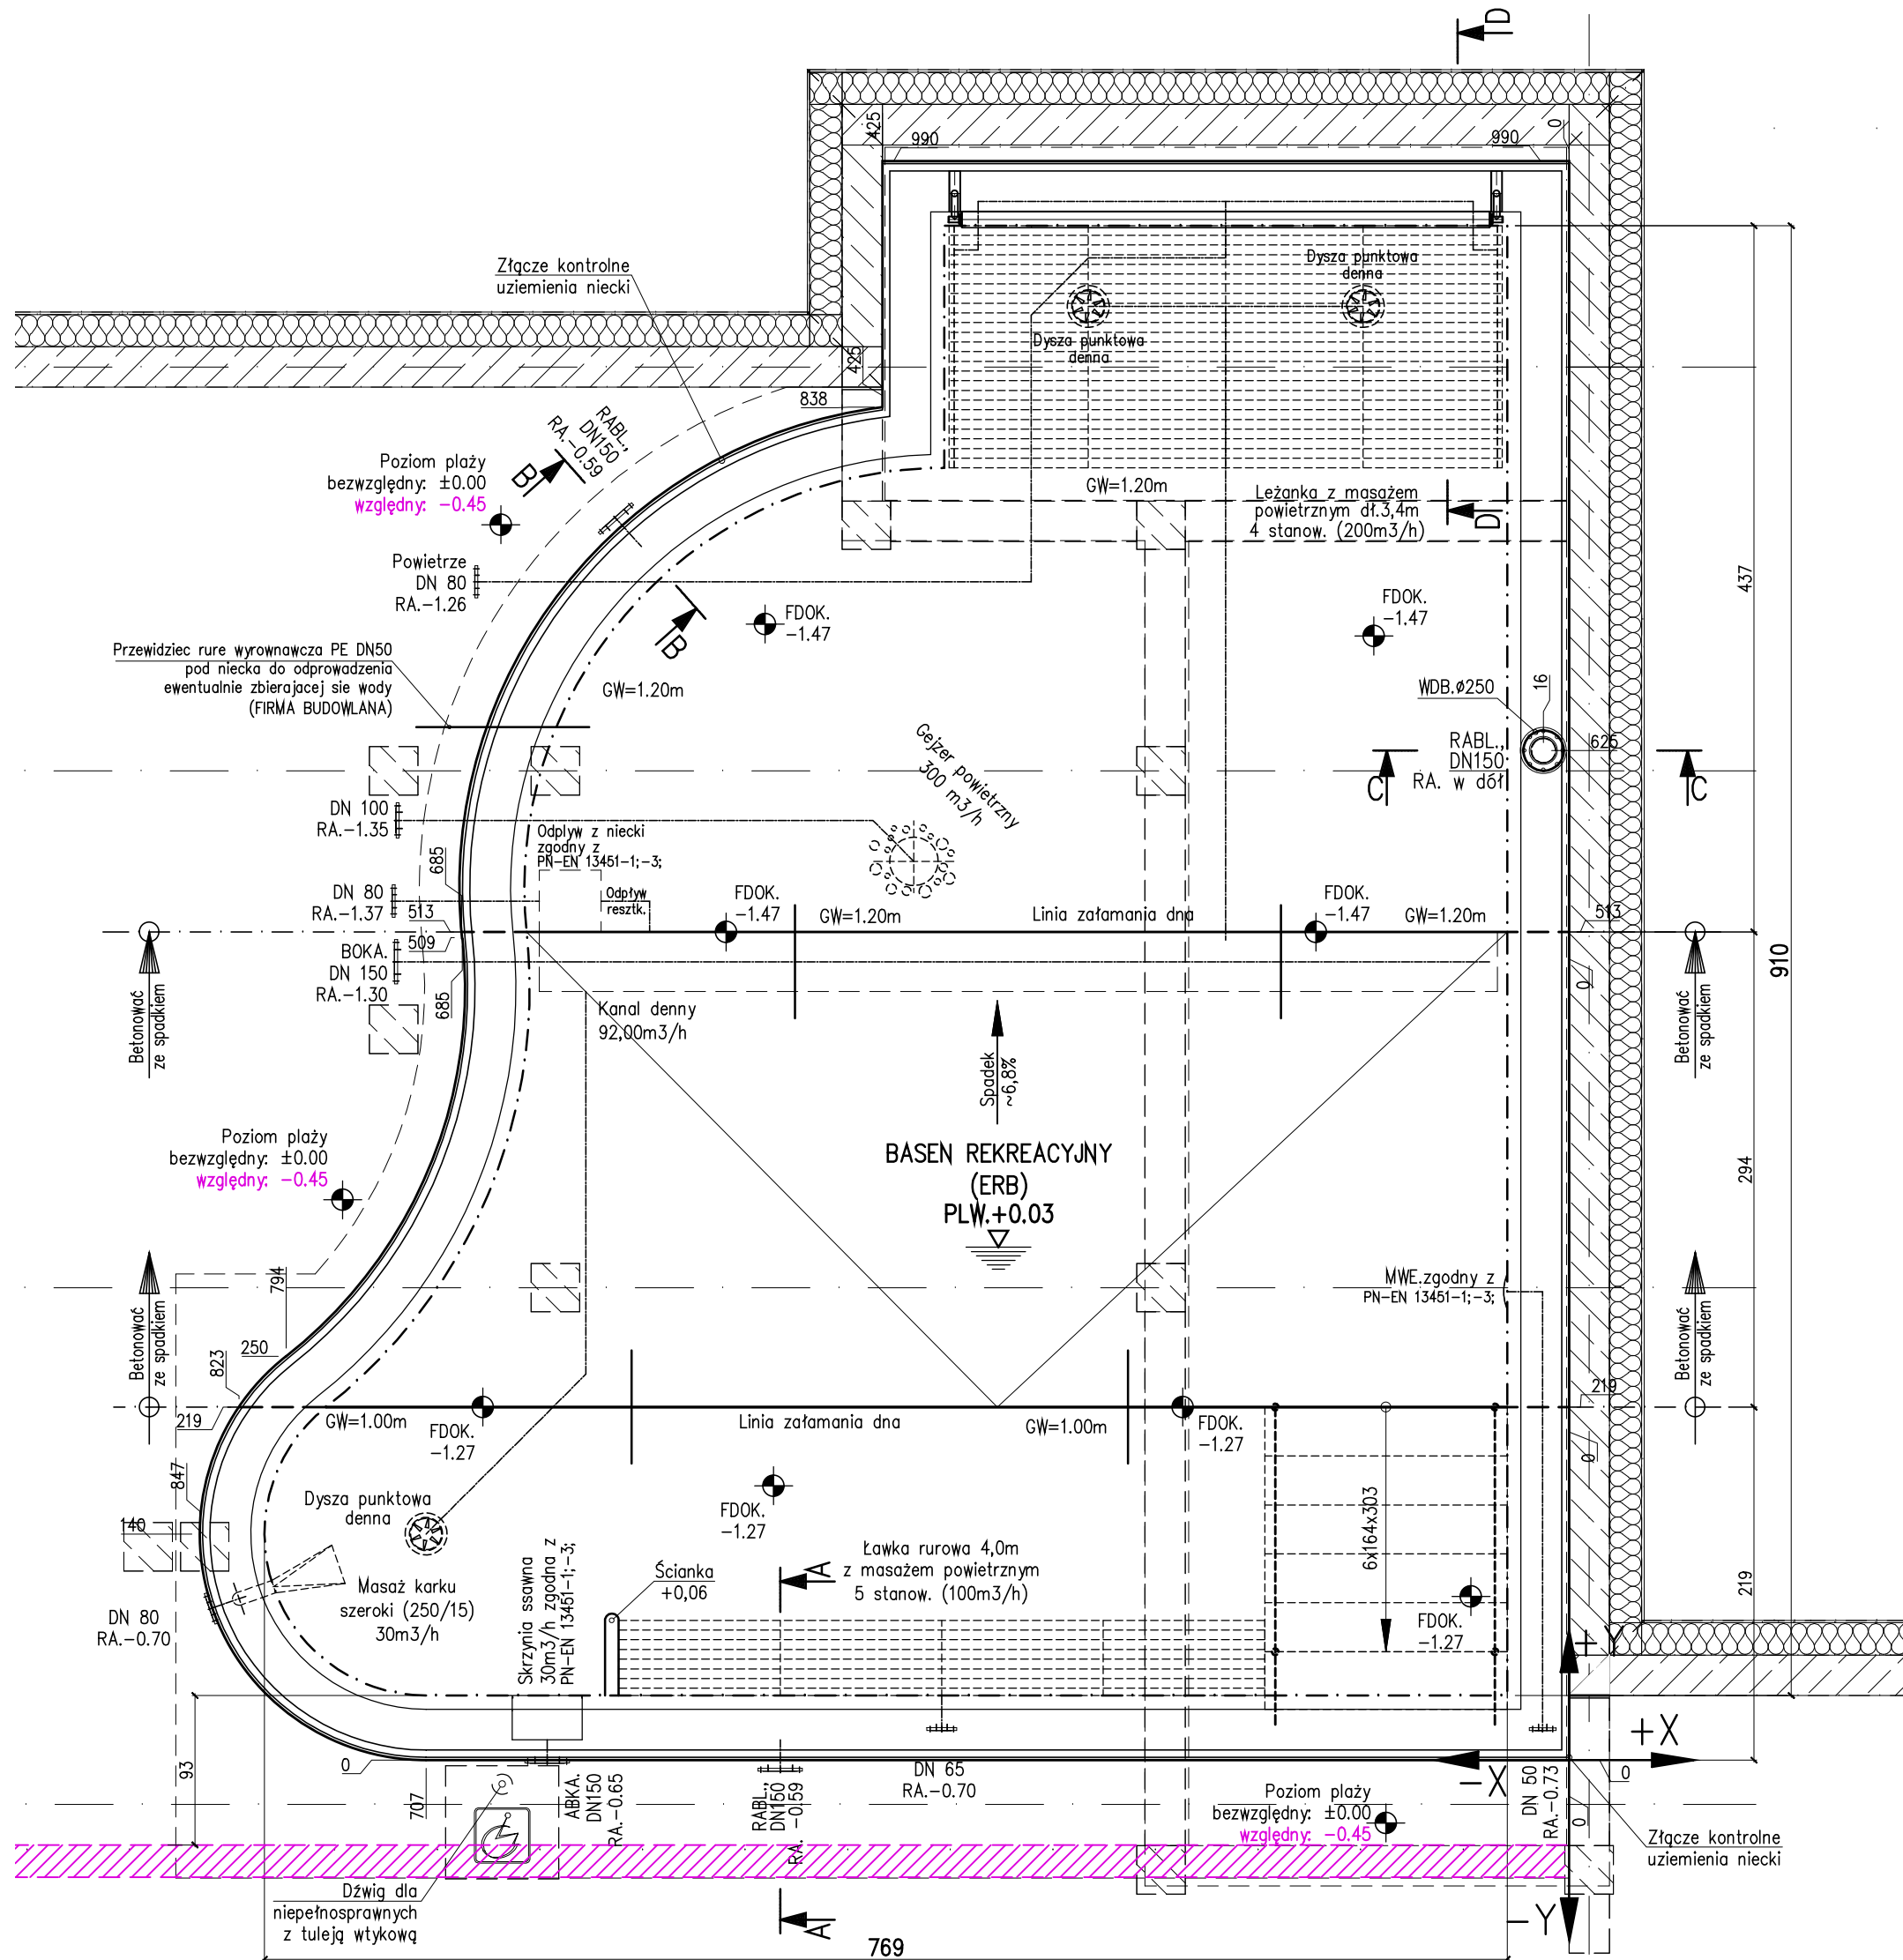 D
425
990
990
0
Złącze kontrolne
uziemienia niecki
Dysza punktowa
denna
Dysza punktowa
denna
425
838
RABL.,
DN150
RA.-0.59
B
Poziom plaży
bezwzględny: ±0.00
względny: -0.45
GW=1.20m
Leżanka z masażem
powietrznym dł.3,4m
4 stanow. (200m3/h)
D
Powietrze
DN 80
RA.-1.26
437
B
FDOK.
-1.47
FDOK.
-1.47
Przewidziec rure wyrownawcza PE DN50
pod niecka do odprowadzenia
ewentualnie zbierajacej sie wody
(FIRMA BUDOWLANA)
GW=1.20m
WDB.ø250
16
625
RABL.,
DN150
RA. w dół
C
C
Gejzer powietrzny
300 m3/h
DN 100
RA.-1.35
Odplyw z niecki
zgodny z
PN-EN 13451-1;-3;
685
DN 80
RA.-1.37
Odpływ
resztk.
513
509
FDOK.
-1.47
GW=1.20m
Linia załamania dna
FDOK.
-1.47
GW=1.20m
513
910
BOKA.
DN 150
RA.-1.30
685
0
Betonować
ze spadkiem
Betonować
ze spadkiem
Kanal denny
92,00m3/h
Spadek
~6,8%
Poziom plaży
bezwzględny: ±0.00
względny: -0.45
BASEN REKREACYJNY
(ERB)
PLW.+0.03
294
794
MWE.zgodny z
PN-EN 13451-1;-3;
Betonować
ze spadkiem
Betonować
ze spadkiem
823
250
219
219
GW=1.00m
FDOK.
-1.27
Linia załamania dna
GW=1.00m
FDOK.
-1.27
0
847
Dysza punktowa
denna
FDOK.
-1.27
6x164x303
140
Skrzynia ssawna
30m3/h zgodna z
PN-EN 13451-1;-3;
Ścianka
+0,06
A
Ławka rurowa 4,0m
z masażem powietrznym
5 stanow. (100m3/h)
219
Masaż karku
szeroki (250/15)
30m3/h
DN 80
RA.-0.70
FDOK.
-1.27
+Y
+X
93
0
707
ABKA.
DN150
RA.-0.65
RABL.,
DN150
RA. -0.59
DN 65
RA.-0.70
-X
DN 50
RA.-0.73
0
0
Poziom plaży
bezwzględny: ±0.00
względny: -0.45
Złącze kontrolne
uziemienia niecki
Dźwig dla
niepełnosprawnych
z tuleją wtykową
A
-Y
769